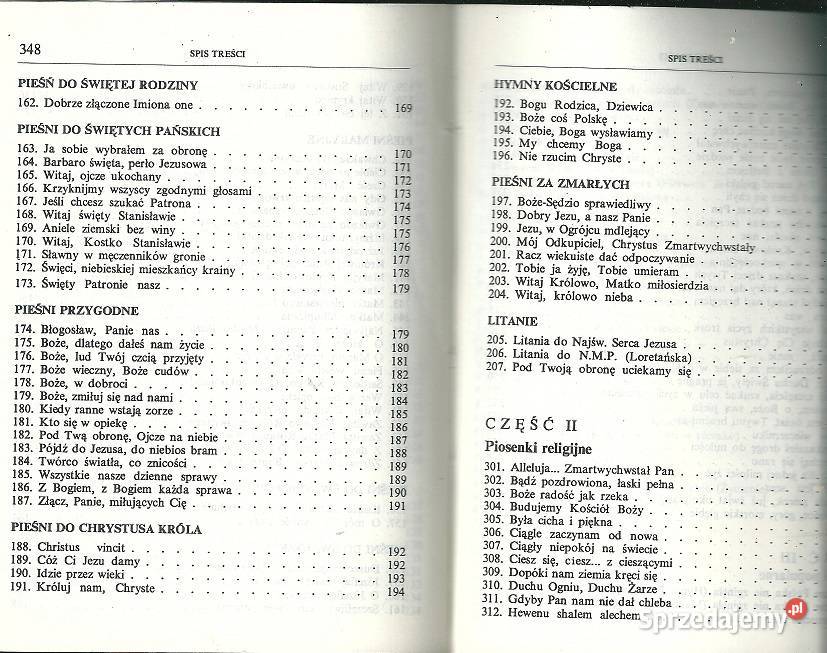 348
SPIS TREŚCI
PIEŚŃ DO ŚWIĘTEJ RODZINY
162. Dobrze złączone Imiona one . . . . . . . . . . . 169
PIEŚNI DO ŚWIĘTYCH PAŃSKICH
163. Ja sobie wybrałem za obronę . . . . . . . . . . . 170
164. Barbaro święta, perło Jezusowa . . . . . . . . . . . 171
165. Witaj, ojcze ukochany . . . . . . . . . . . 172
166. Krzyknijmy wszyscy zgodnymi głosami . . . . . . . . . . . 173
167. Jeśli chcesz szukać Patrona . . . . . . . . . . . 174
168. Witaj święty Stanisławie . . . . . . . . . . . 175
169. Aniele ziemski bez winy . . . . . . . . . . . 175
170. Witaj, Kostko Stanisławie . . . . . . . . . . . 176
171. Sławny w męczenników gronie . . . . . . . . . . . 177
172. Święci, niebieskiej mieszkańcy krainy . . . . . . . . . . . 178
173. Święty Patronie nasz . . . . . . . . . . . 179
PIEŚNI PRZYGODNE
174. Błogosław, Panie nas . . . . . . . . . . . 179
175. Boże, dlatego dałeś nam życie . . . . . . . . . . . 180
176. Boże, lud Twój czcią przyjęty . . . . . . . . . . . 181
177. Boże wieczny, Boże cudów . . . . . . . . . . . 182
178. Boże, w dobroci . . . . . . . . . . . 183
179. Boże, zmiłuj się nad nami . . . . . . . . . . . 184
180. Kiedy ranne wstają zorze . . . . . . . . . . . 185
181. Kto się w opiekę . . . . . . . . . . . 186
182. Pod Twą obronę, Ojcze na niebie . . . . . . . . . . . 187
183. Pójdź do Jezusa, do niebios bram . . . . . . . . . . . 188
184. Twórco światła, co znicości . . . . . . . . . . . 189
185. Wszystkie nasze dzienne sprawy . . . . . . . . . . . 189
186. Z Bogiem, z Bogiem każda sprawa . . . . . . . . . . . 190
187. Złącz, Panie, miłujących Cię . . . . . . . . . . . 191
PIEŚNI DO CHRYSTUSA KRÓLA
188. Christus vincit . . . . . . . . . . . 192
189. Cóż Ci Jezu damy . . . . . . . . . . . 192
190. Idzie przez wieki . . . . . . . . . . . 193
191. Króluj nam, Chryste . . . . . . . . . . . 194
SPIS TREŚCI
HYMNY KOŚCIELNE
192. Bogu Rodzica, Dziewica . . . . . . . .
193. Boże coś Polskę . . . . . . . .
194. Ciebie, Boga wysławiamy . . . . . . . .
195. My chcemy Boga . . . . . . . .
196. Nie rzucim Chryste . . . . . . . .
PIEŚNI ZA ZMARŁYCH
197. Boże-Sędzio sprawiedliwy . . . . . . . .
198. Dobry Jezu, a nasz Panie . . . . . . . .
199. Jezu, w Ogrójcu mdlejący . . . . . . . .
200. Mój Odkupiciel, Chrystus Zmartwychwstały . . .
201. Racz wiekuiste dać odpoczywanie . . . . . .
202. Tobie ja żyję, Tobie umieram . . . . . . .
203. Witaj Królowo, Matko miłosierdzia . . . . . .
204. Witaj, królowo nieba . . . . . . . .
LITANIE
205. Litania do Najśw. Serca Jezusa . . . . . . .
206. Litania do N.M.P. (Loretańska) . . . . . . .
207. Pod Twoją obronę uciekamy się . . . . . . .
CZĘŚĆ II
Piosenki religijne
301. Alleluja... Zmartwychwstał Pan . . . . . . .
302. Bądź pozdrowiona, łaski pełna . . . . . . .
303. Boże radość jak rzeka . . . . . . . .
304. Budujemy Kościół Boży . . . . . . . .
305. Była cicha i piękna . . . . . . . .
306. Ciągle zaczynam od nowa . . . . . . . .
307. Ciągły niepokój na świecie . . . . . . . .
308. Ciesz się, ciesz... z cieszącymi . . . . . . .
309. Dopóki nam ziemia kręci się . . . . . . .
310. Duchu Ogniu, Duchu Żarze . . . . . . . .
311. Gdyby Pan nam nie dał chleba . . . . . . .
312. Hewenu shalem alechem . . .
Sprzedajemy.pl